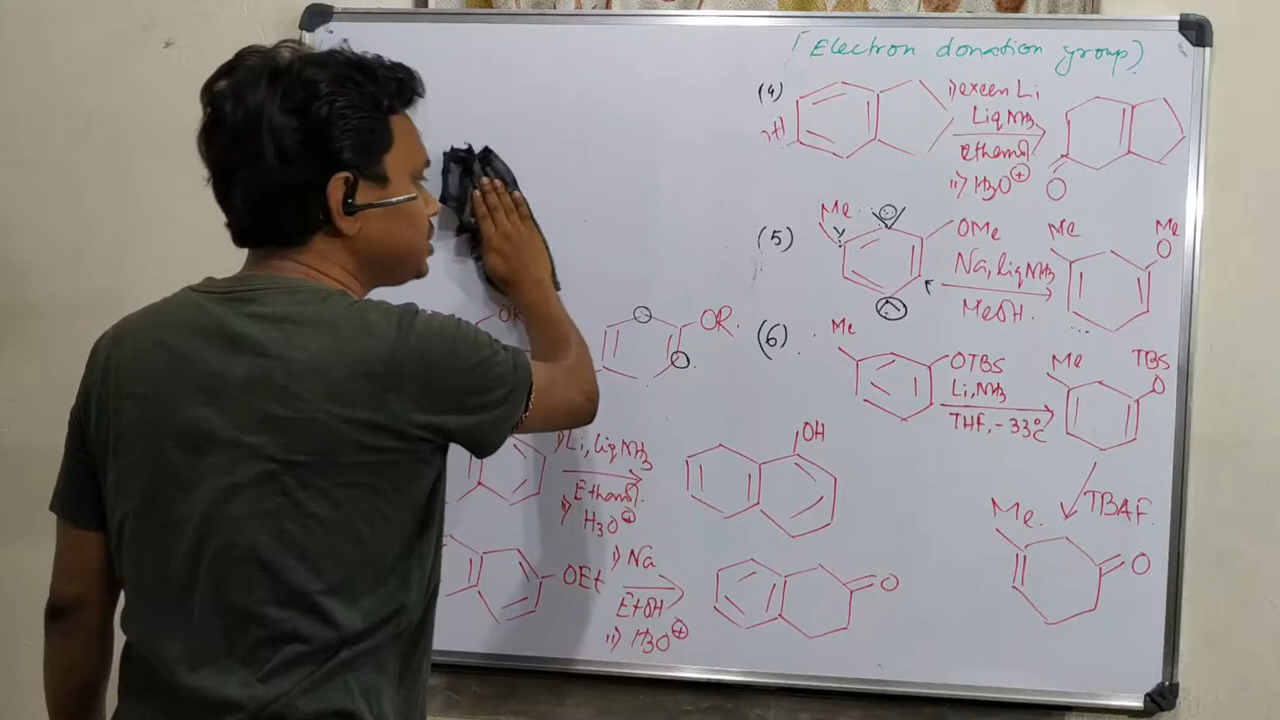 (Electron donation group)
(4)
H
i) exeen Li
Liq NH3
ethanol
ii) H3O⊕
O
(5)
Me
OMe
Na, liq NH3
MeOH.
Me
Me
O
OR
OR.
(6).
Me
OTBS
Li, NH3
THF, -33°C
Me
TBS
O
TBAF.
Me.
O
i) Li, liq NH3
Ethanol.
ii) H3O⊕
OH
OEt
i) Na
EtOH
ii) H3O⊕
O